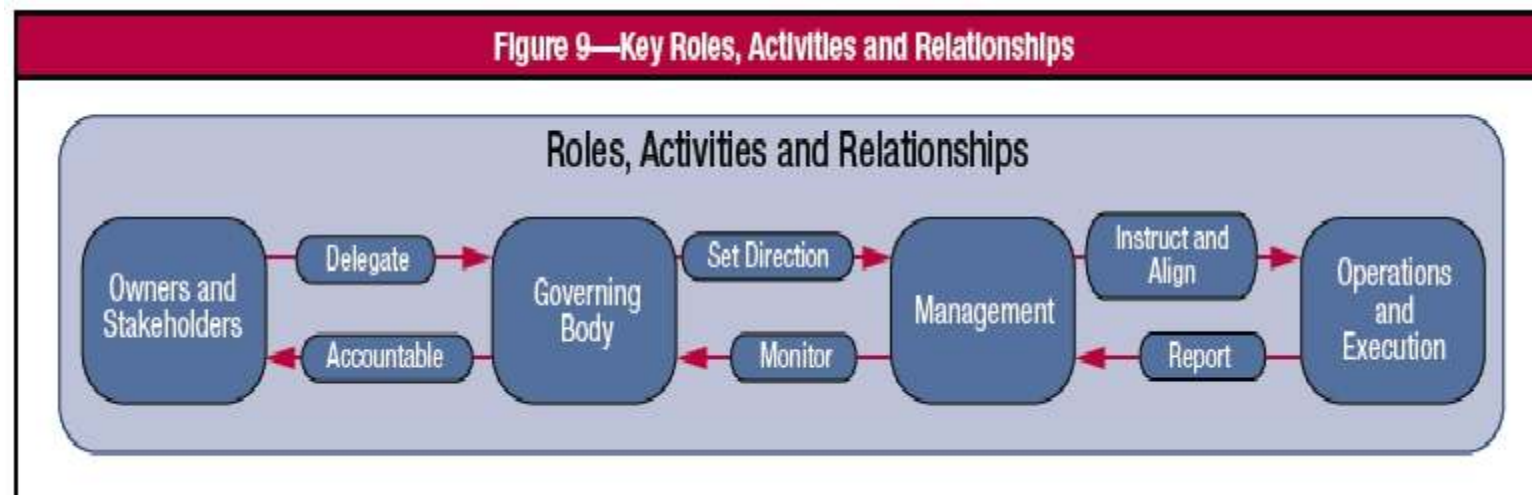 Figure 9—Key Roles, Activities and Relationships
Roles, Activities and Relationships
Owners and
Stakeholders
Delegate
Accountable
Governing
Body
Set Direction
Monitor
Management
Instruct and
Align
Report
Operations
and
Execution